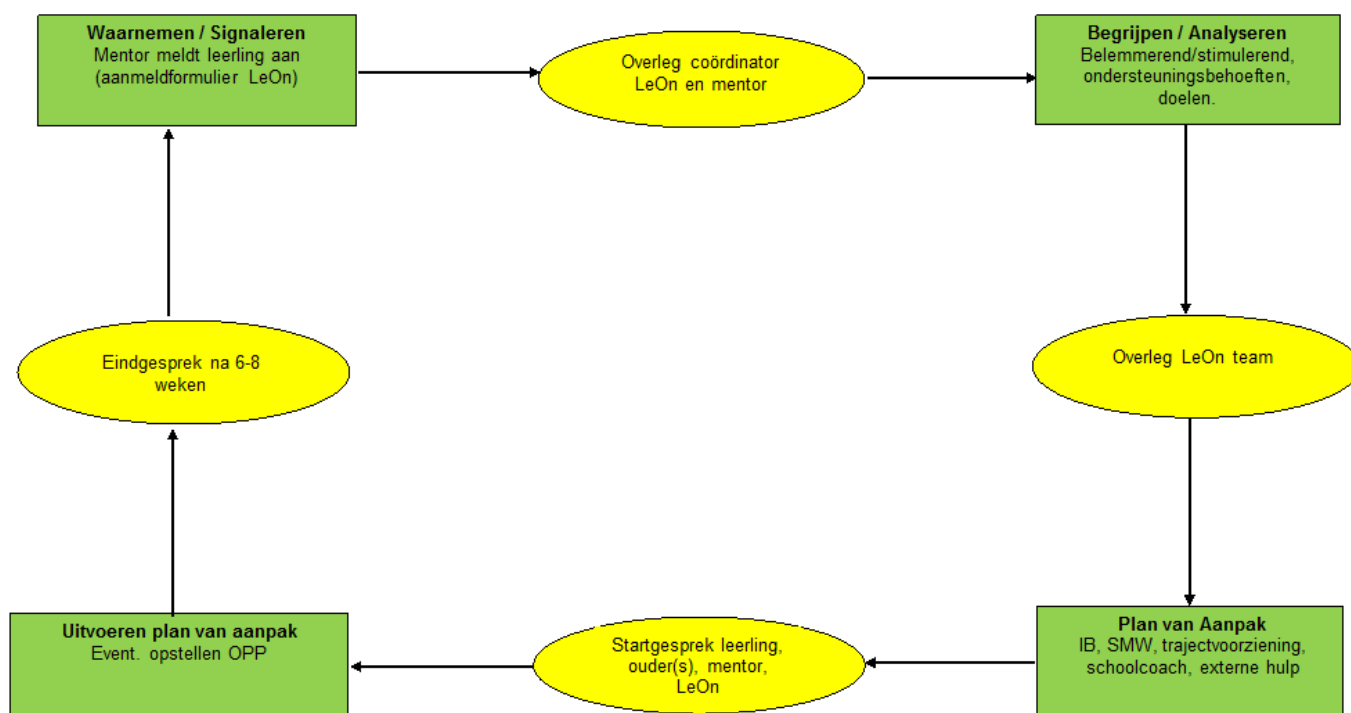 Waarnemen / Signaleren
Mentor meldt leerling aan
(aanmeldformulier LeOn)
Overleg coördinator
LeOn en mentor
Begrijpen / Analyseren
Belemmerend/stimulerend,
ondersteuningsbehoeften,
doelen.
Eindgesprek na 6-8
weken
Overleg LeOn team
Uitvoeren plan van aanpak
Event. opstellen OPP
Startgesprek leerling,
ouder(s), mentor,
LeOn
Plan van Aanpak
IB, SMW, trajectvoorziening,
schoolcoach, externe hulp